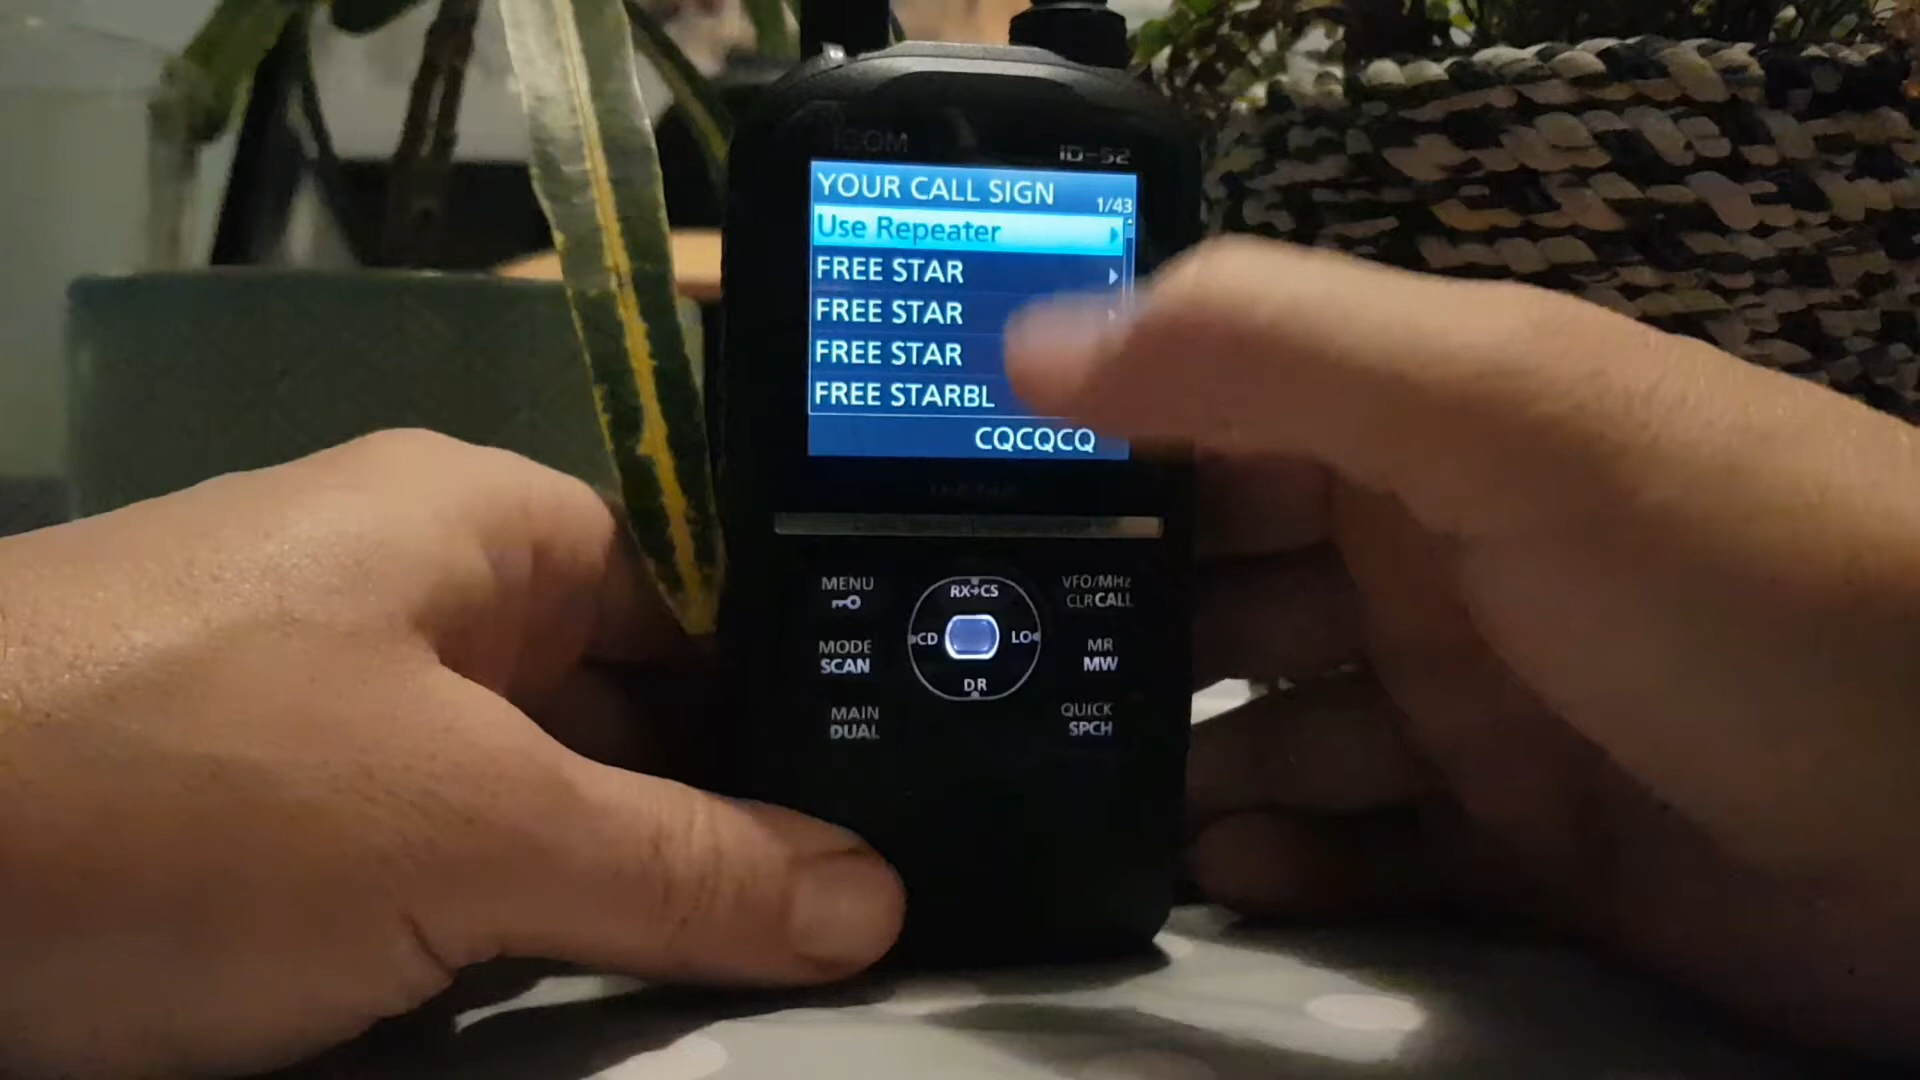 ICOM
iD-52
YOUR CALL SIGN 1/43
Use Repeater
FREE STAR
FREE STAR
FREE STAR
FREE STARBL
CQCQCQ
MENU
RX→CS
VFO/MHz
CLR CALL
MODE
SCAN
CD
LO
MR
MW
DR
MAIN
DUAL
QUICK
SPCH